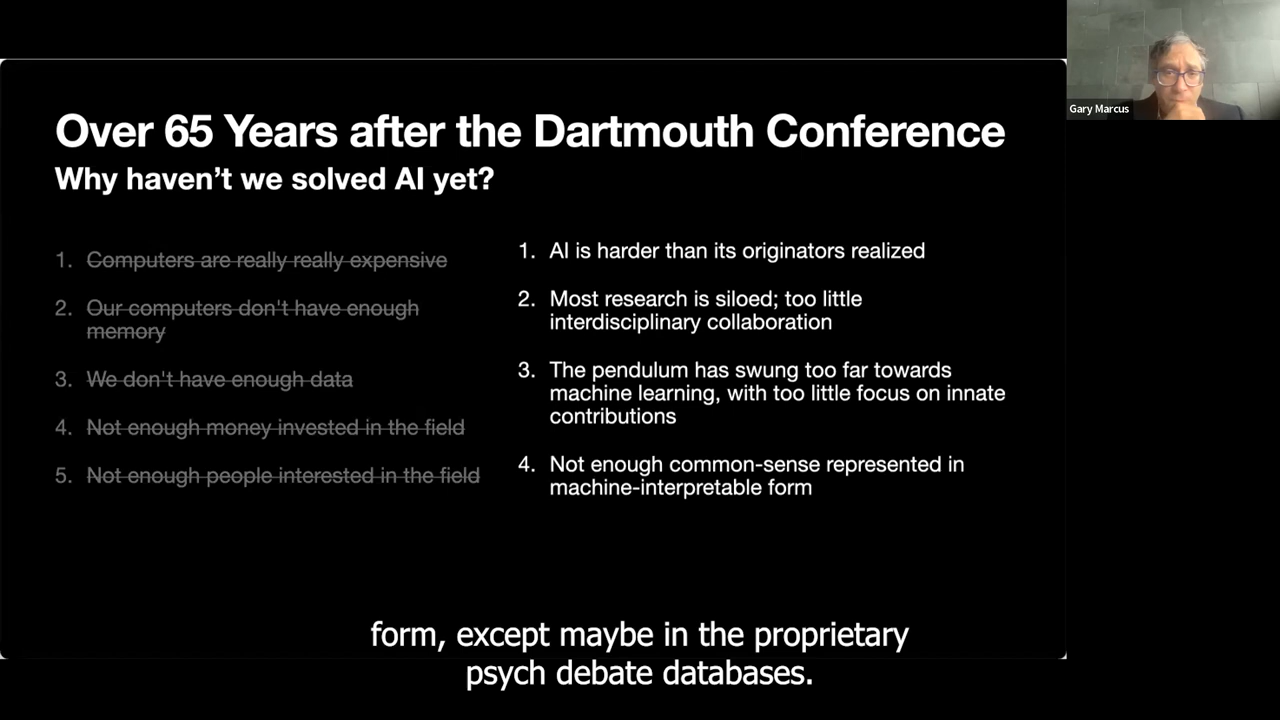 Over 65 Years after the Dartmouth Conference
Why haven't we solved AI yet?
1. Computers are really really expensive
2. Our computers don't have enough
memory
3. We don't have enough data
4. Not enough money invested in the field
5. Not enough people interested in the field
1. AI is harder than its originators realized
2. Most research is siloed; too little
interdisciplinary collaboration
3. The pendulum has swung too far towards
machine learning, with too little focus on innate
contributions
4. Not enough common-sense represented in
machine-interpretable form
Gary Marcus
form, except maybe in the proprietary
psych debate databases.